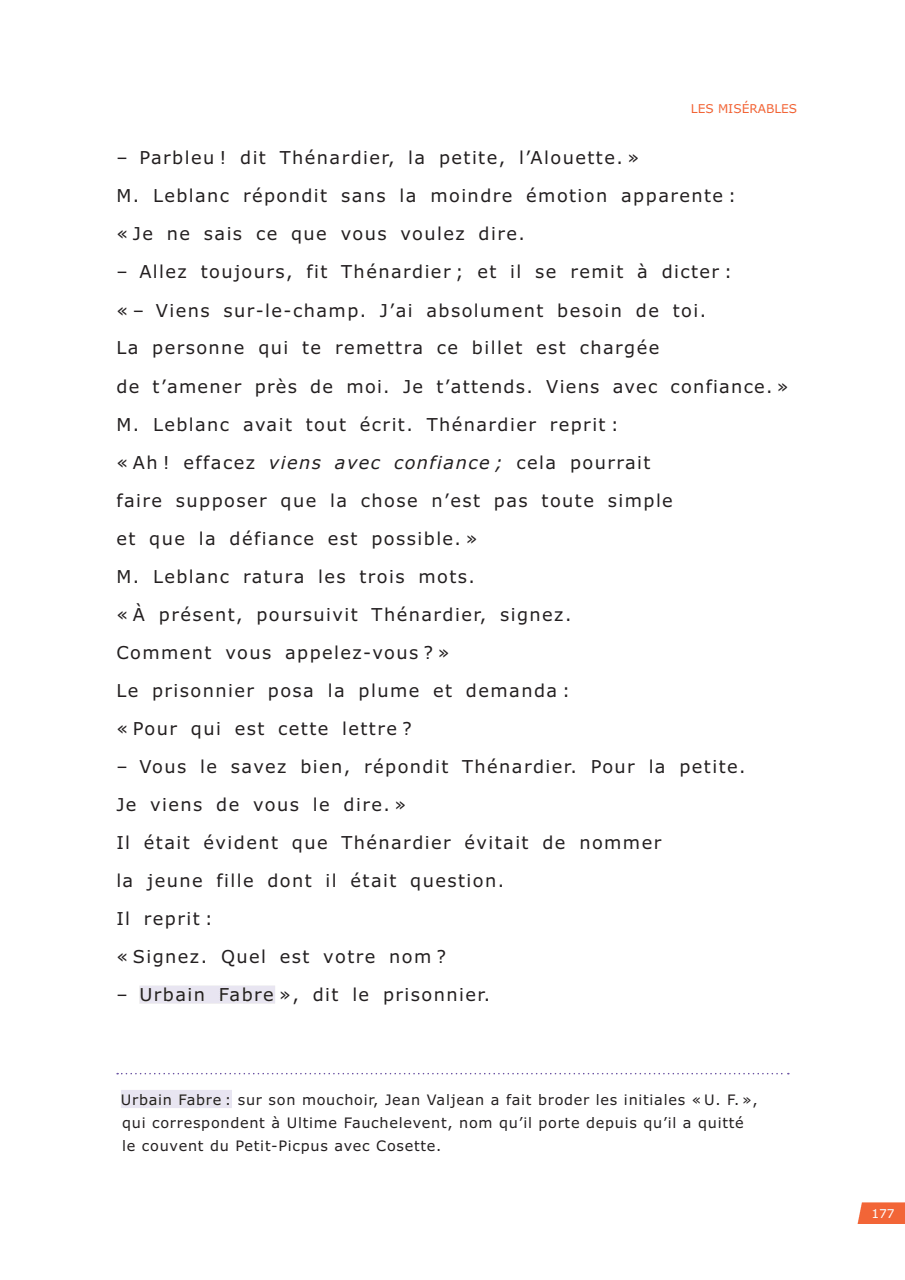 LES MISÉRABLES
– Parbleu ! dit Thénardier, la petite, l’Alouette. »
M. Leblanc répondit sans la moindre émotion apparente :
« Je ne sais ce que vous voulez dire.
– Allez toujours, fit Thénardier ; et il se remit à dicter :
« – Viens sur-le-champ. J’ai absolument besoin de toi.
La personne qui te remettra ce billet est chargée
de t’amener près de moi. Je t’attends. Viens avec confiance. »
M. Leblanc avait tout écrit. Thénardier reprit :
« Ah ! effacez viens avec confiance ; cela pourrait
faire supposer que la chose n’est pas toute simple
et que la défiance est possible. »
M. Leblanc ratura les trois mots.
« À présent, poursuivit Thénardier, signez.
Comment vous appelez-vous ? »
Le prisonnier posa la plume et demanda :
« Pour qui est cette lettre ?
– Vous le savez bien, répondit Thénardier. Pour la petite.
Je viens de vous le dire. »
Il était évident que Thénardier évitait de nommer
la jeune fille dont il était question.
Il reprit :
« Signez. Quel est votre nom ?
– Urbain Fabre », dit le prisonnier.
Urbain Fabre : sur son mouchoir, Jean Valjean a fait broder les initiales « U. F. »,
qui correspondent à Ultime Fauchelevent, nom qu’il porte depuis qu’il a quitté
le couvent du Petit-Picpus avec Cosette.
177